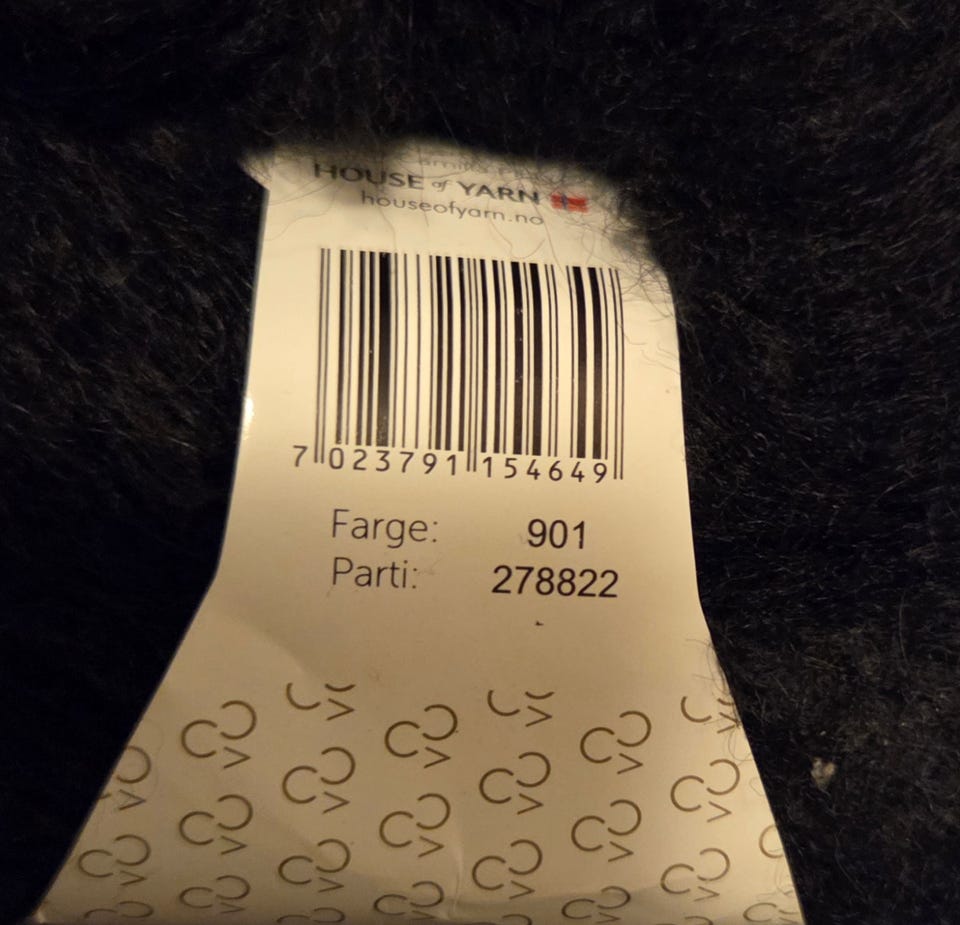 HOUSE of YARN
houseofyarn.no
7 023791 154649
Farge: 901
Parti: 278822